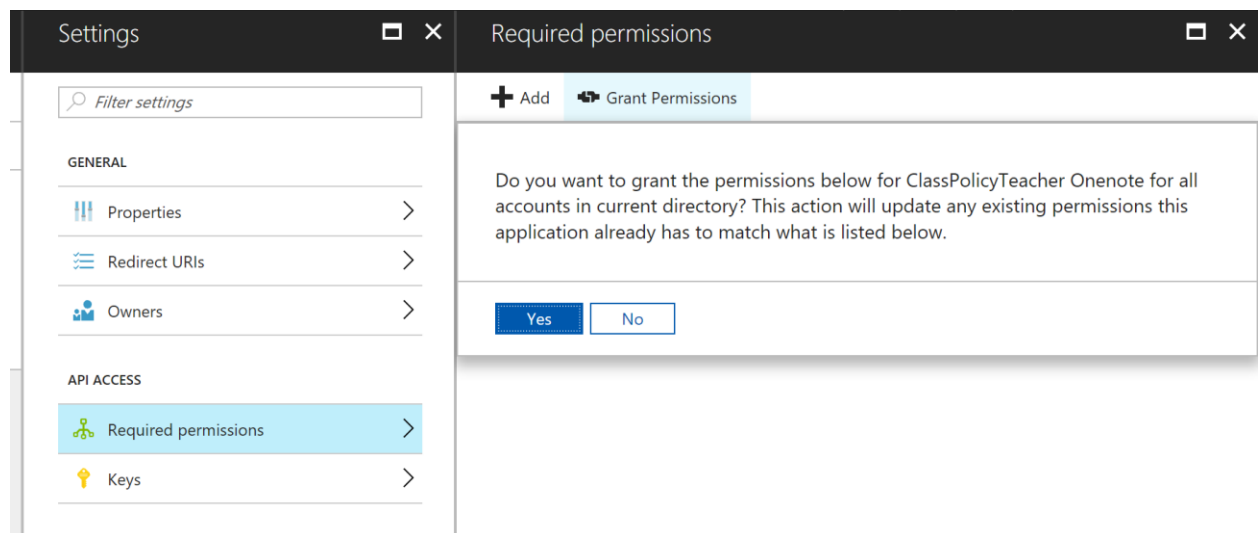 Settings
Filter settings
GENERAL
Properties
Redirect URIs
Owners
API ACCESS
Required permissions
Keys
Required permissions
Add
Grant Permissions
Do you want to grant the permissions below for ClassPolicyTeacher Onenote for all
accounts in current directory? This action will update any existing permissions this
application already has to match what is listed below.
Yes
No